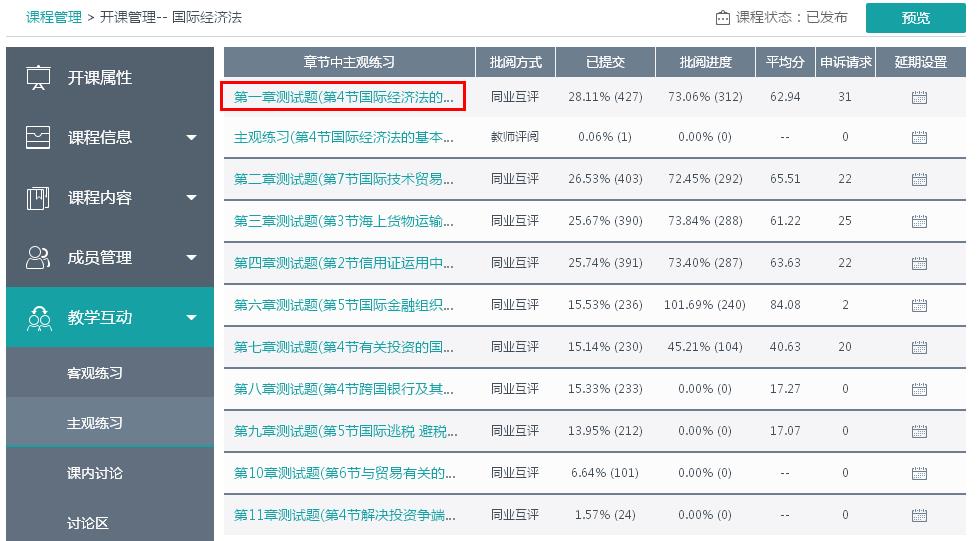 课程管理 > 开课管理-- 国际经济法
课程状态：已发布
预览
开课属性
课程信息
课程内容
成员管理
教学互动
客观练习
主观练习
课内讨论
讨论区
章节中主观练习 批阅方式 已提交 批阅进度 平均分 申诉请求 延期设置
第一章测试题(第4节国际经济法的... 同业互评 28.11% (427) 73.06% (312) 62.94 31
主观练习(第4节国际经济法的基本... 教师评阅 0.06% (1) 0.00% (0) -- 0
第二章测试题(第7节国际技术贸易... 同业互评 26.53% (403) 72.45% (292) 65.51 22
第三章测试题(第3节海上货物运输... 同业互评 25.67% (390) 73.84% (288) 61.22 25
第四章测试题(第2节信用证运用中... 同业互评 25.74% (391) 73.40% (287) 63.63 22
第六章测试题(第5节国际金融组织... 同业互评 15.53% (236) 101.69% (240) 84.08 2
第七章测试题(第4节有关投资的国... 同业互评 15.14% (230) 45.21% (104) 40.63 20
第八章测试题(第4节跨国银行及其... 同业互评 15.33% (233) 0.00% (0) 17.27 0
第九章测试题(第5节国际逃税 避税... 同业互评 13.95% (212) 0.00% (0) 17.07 0
第10章测试题(第6节与贸易有关的... 同业互评 6.64% (101) 0.00% (0) -- 0
第11章测试题(第4节解决投资争端... 同业互评 1.57% (24) 0.00% (0) -- 0